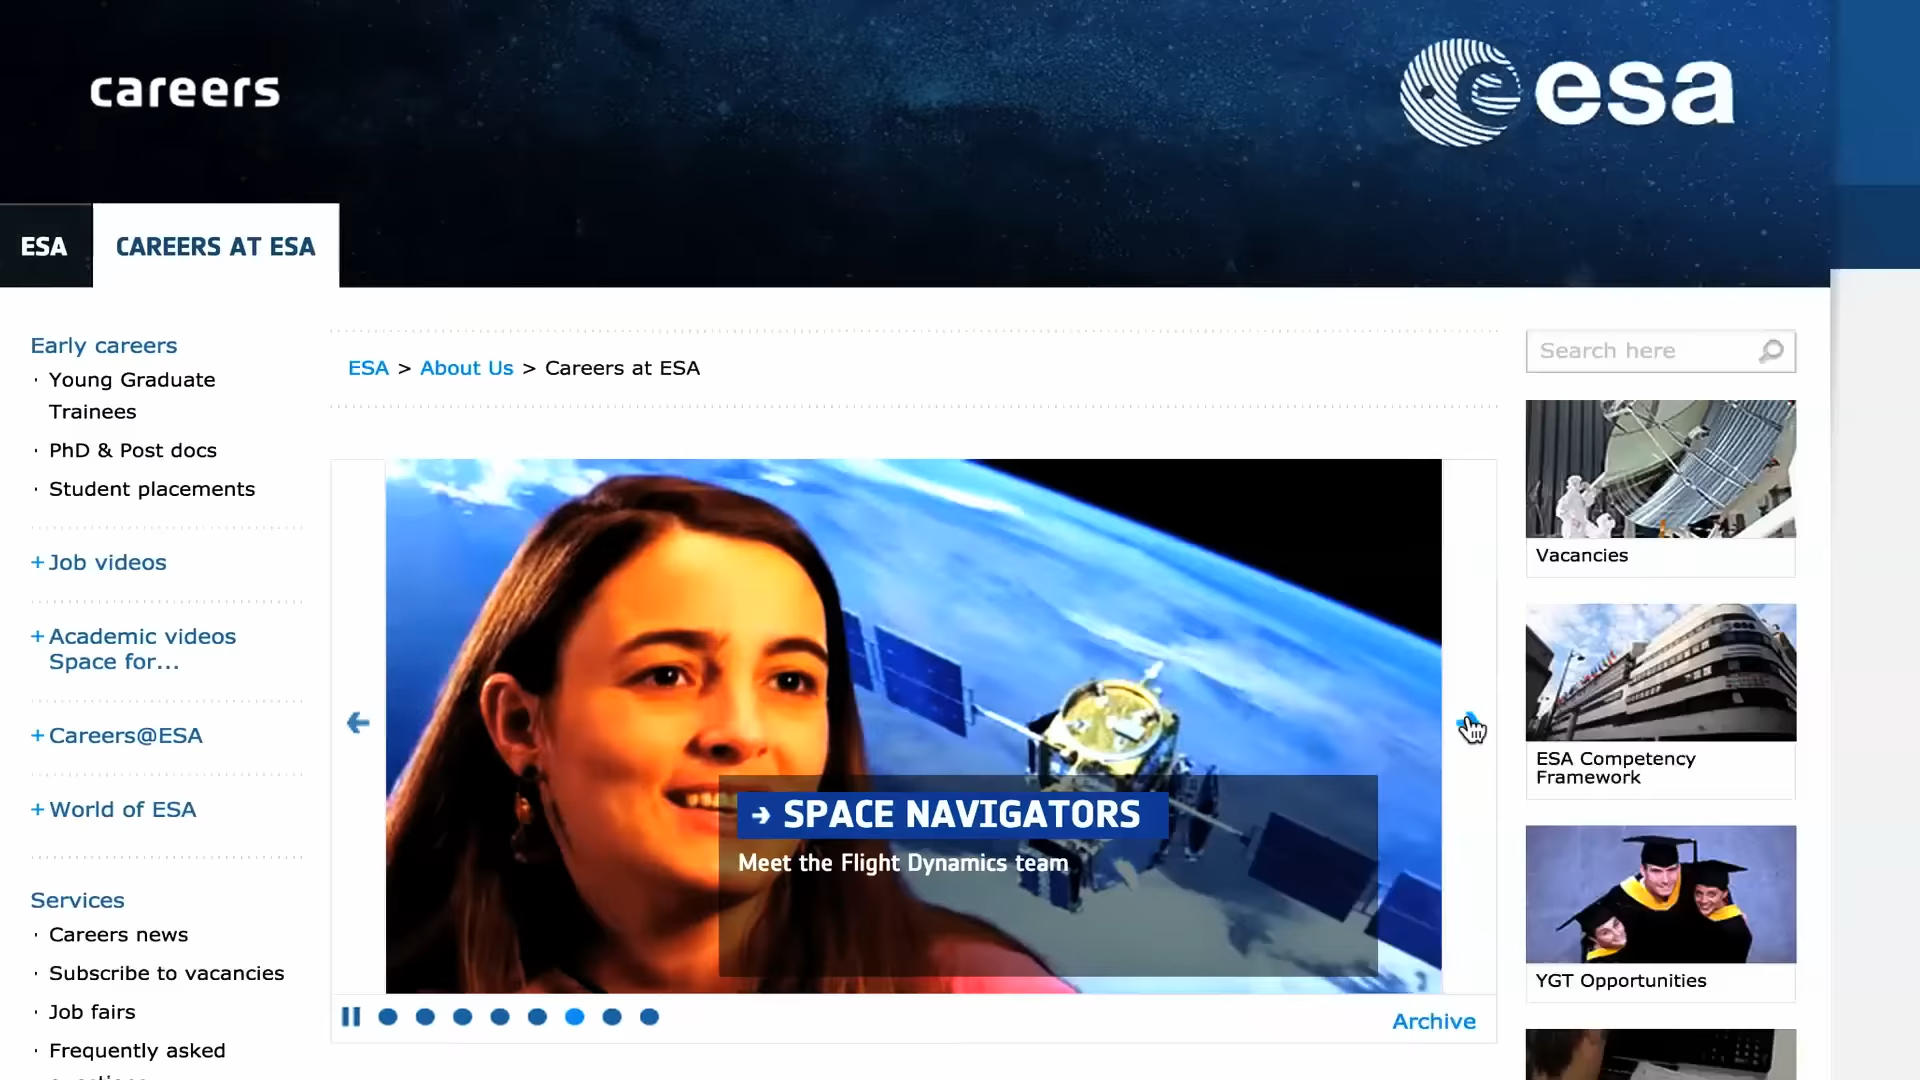 careers
esa
ESA
CAREERS AT ESA
Early careers
· Young Graduate
Trainees
· PhD & Post docs
· Student placements
+ Job videos
+ Academic videos
Space for...
+ Careers@ESA
+ World of ESA
Services
· Careers news
· Subscribe to vacancies
· Job fairs
· Frequently asked
ESA > About Us > Careers at ESA
SPACE NAVIGATORS
Meet the Flight Dynamics team
Archive
Search here
Vacancies
ESA Competency
Framework
YGT Opportunities